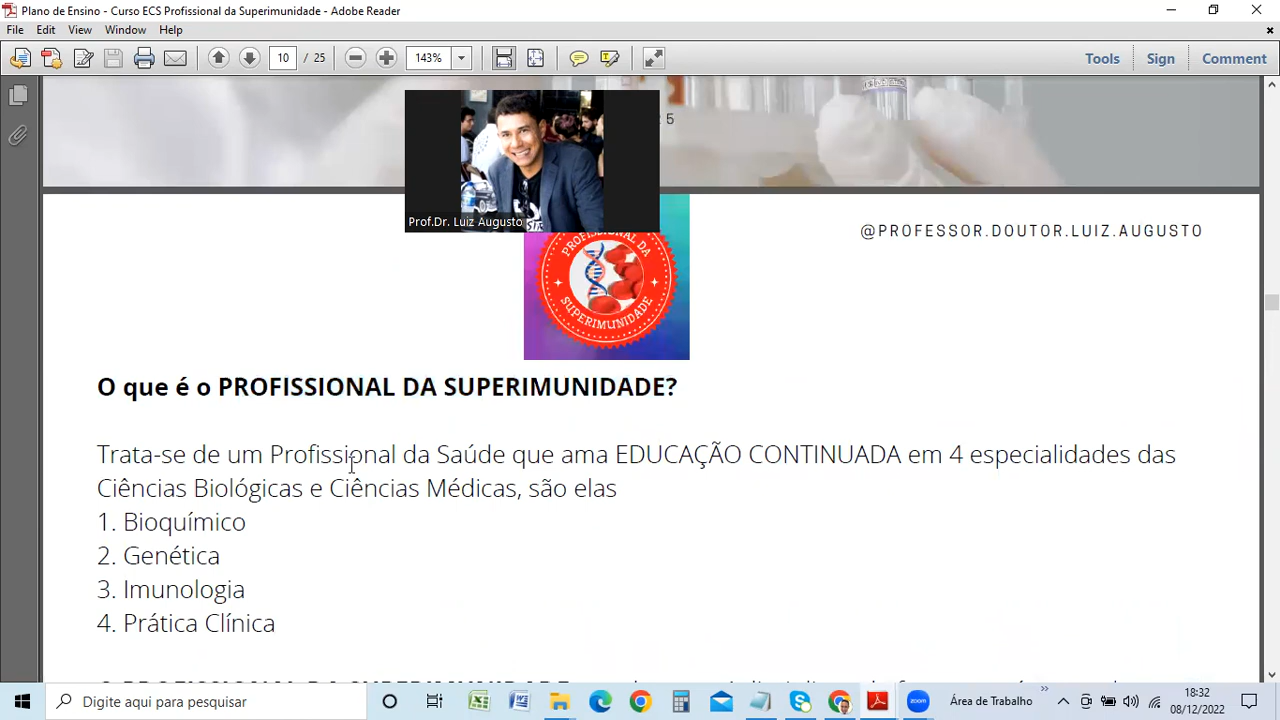 Plano de Ensino - Curso ECS Profissional da Superimunidade - Adobe Reader
File Edit View Window Help
10 / 25 143% Tools Sign Comment
5
Prof.Dr. Luiz Augusto
@PROFESSOR.DOUTOR.LUIZ.AUGUSTO
PROFISSIONAL DA
SUPERIMUNIDADE
O que é o PROFISSIONAL DA SUPERIMUNIDADE?
Trata-se de um Profissional da Saúde que ama EDUCAÇÃO CONTINUADA em 4 especialidades das
Ciências Biológicas e Ciências Médicas, são elas
1. Bioquímico
2. Genética
3. Imunologia
4. Prática Clínica
Digite aqui para pesquisar
Área de Trabalho
18:32
08/12/2022
zoom